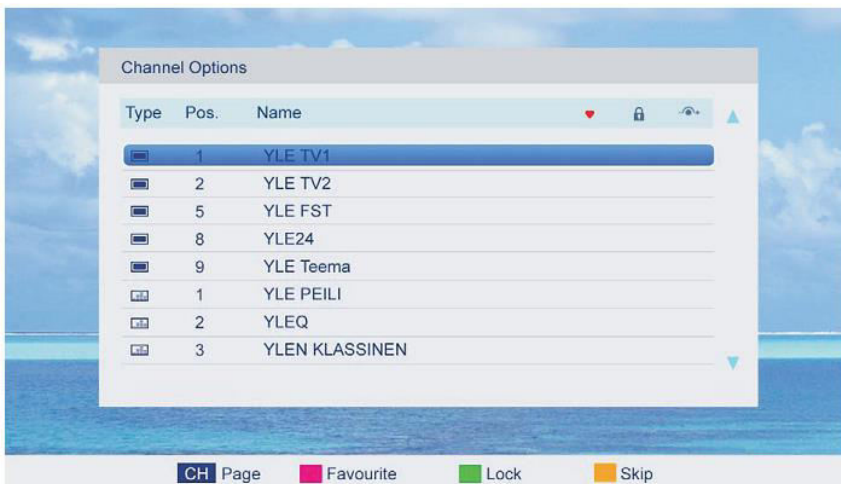 Channel Options
Type Pos. Name
1 YLE TV1
2 YLE TV2
5 YLE FST
8 YLE24
9 YLE Teema
1 YLE PEILI
2 YLEQ
3 YLEN KLASSINEN
CH Page Favourite Lock Skip